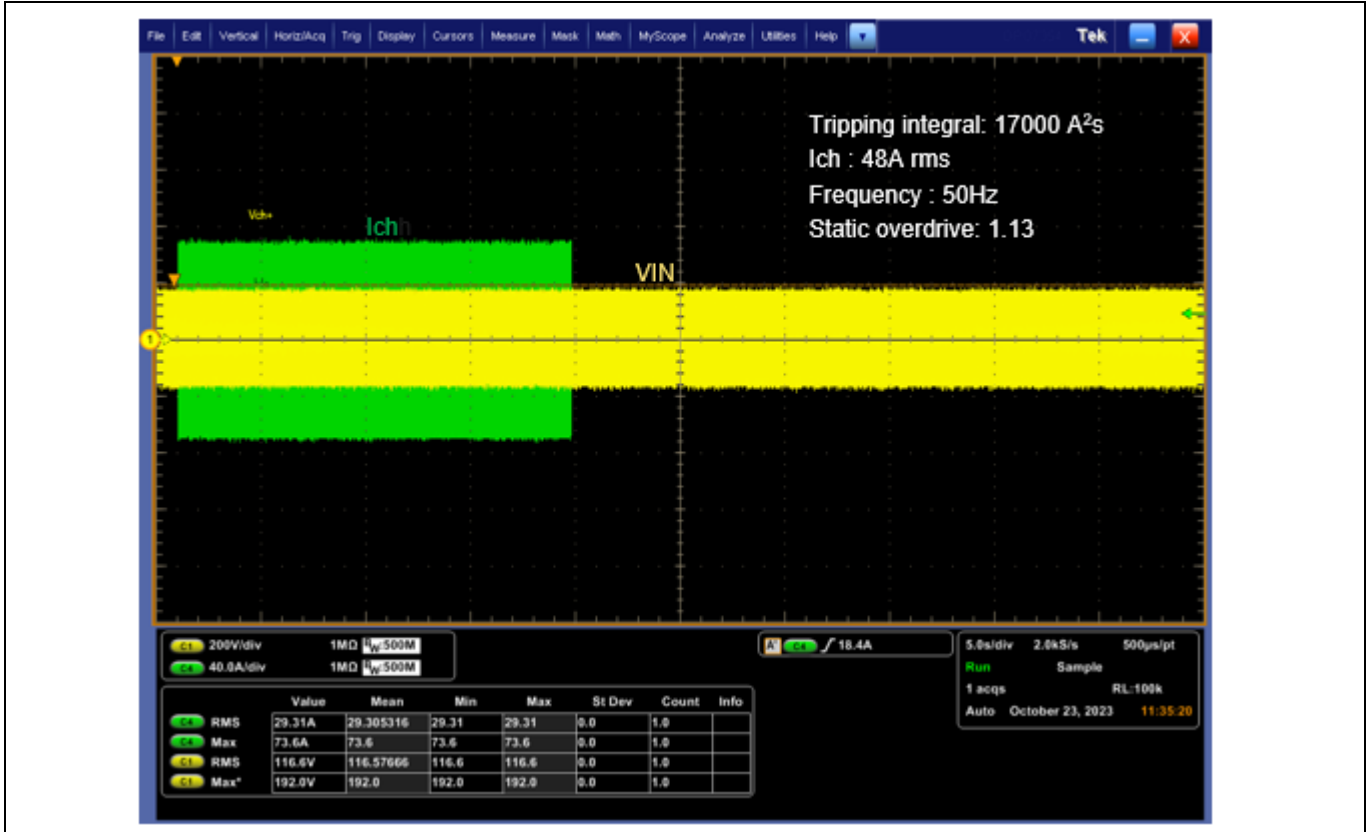 File Edit Vertical Horiz/Acq Trig Display Cursors Measure Mask Math MyScope Analyze Utilities Help Tek
Tripping integral: 17000 A²s
Ich : 48A rms
Frequency : 50Hz
Static overdrive: 1.13
Vch+
Ich
VIN
1
C1 200V/div 1MΩ BW:500M
C4 40.0A/div 1MΩ BW:500M
A' C4 18.4A
5.0s/div 2.0kS/s 500µs/pt
Run Sample
1 acqs RL:100k
Auto October 23, 2023 11:35:20
Value Mean Min Max St Dev Count Info
C4 RMS 29.31A 29.305316 29.31 29.31 0.0 1.0
C4 Max 73.6A 73.6 73.6 73.6 0.0 1.0
C1 RMS 116.6V 116.57666 116.6 116.6 0.0 1.0
C1 Max* 192.0V 192.0 192.0 192.0 0.0 1.0